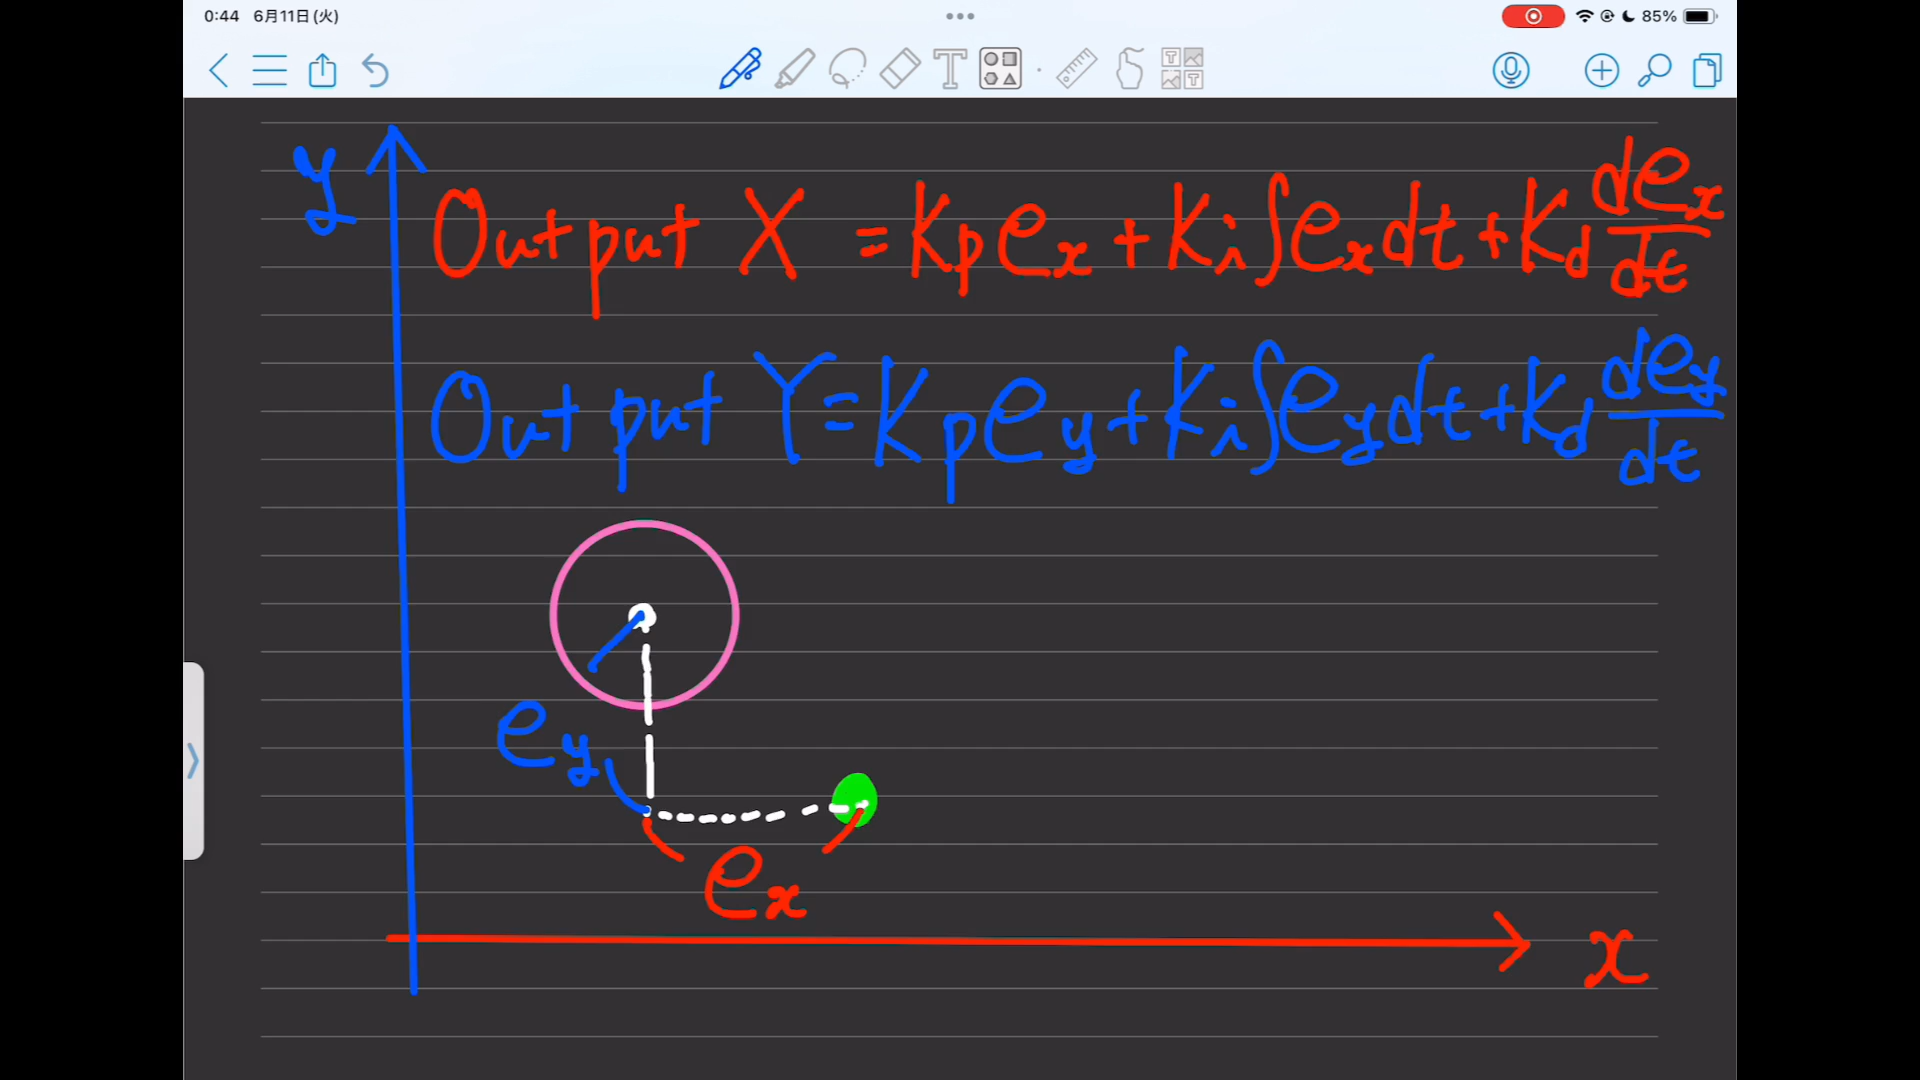 0:44 6月11日(火)
85%
y
Output X = Kp ex + Ki ∫ex dt + Kd dex/dt
Output Y = Kp ey + Ki ∫ey dt + Kd dey/dt
ey
ex
x